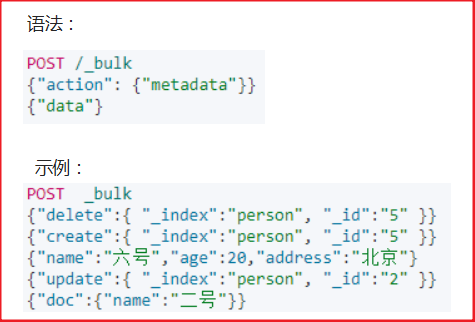 语法：
POST /_bulk
{"action": {"metadata"}}
{"data"}
示例：
POST _bulk
{"delete":{ "_index":"person", "_id":"5" }}
{"create":{ "_index":"person", "_id":"5" }}
{"name":"六号","age":20,"address":"北京"}
{"update":{ "_index":"person", "_id":"2" }}
{"doc":{"name":"二号"}}